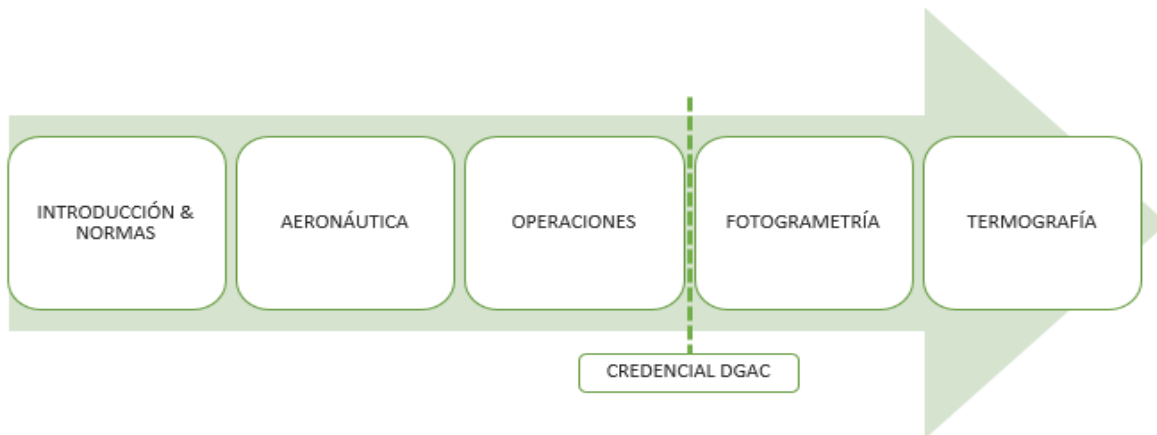 INTRODUCCIÓN &
NORMAS
AERONÁUTICA
OPERACIONES
FOTOGRAMETRÍA
TERMOGRAFÍA
CREDENCIAL DGAC